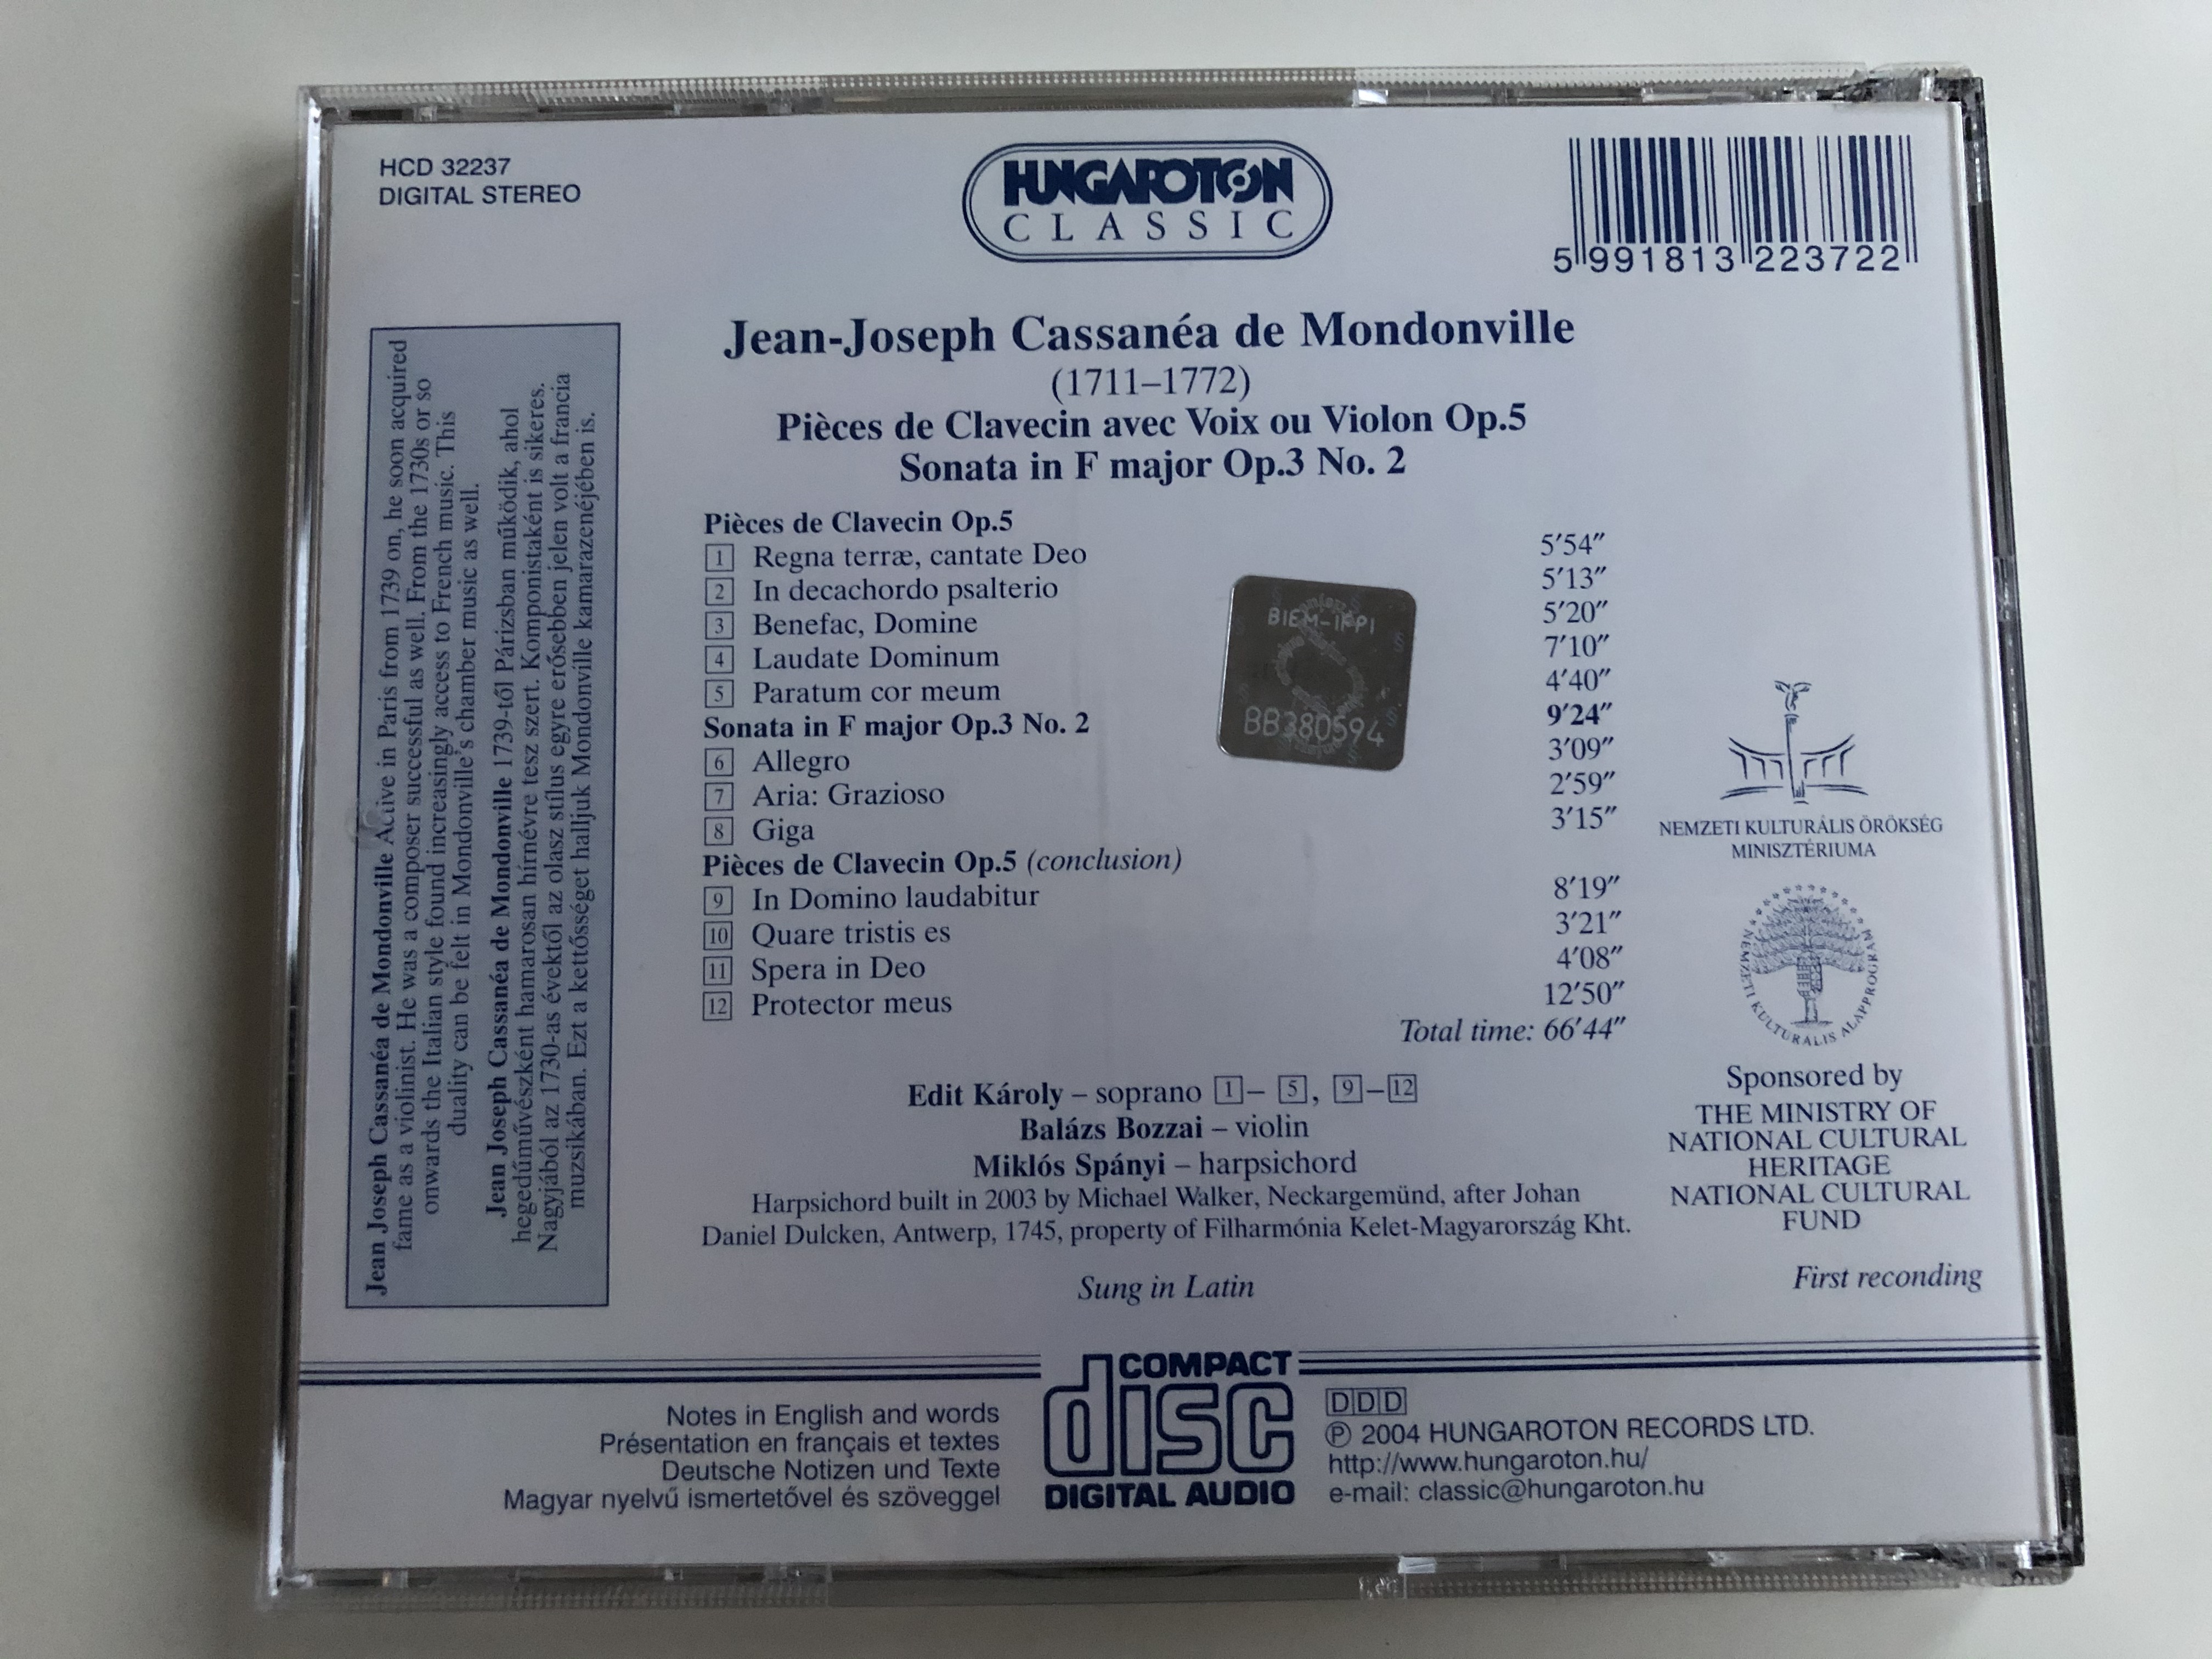 HCD 32237
DIGITAL STEREO
HUNGAROTON
CLASSIC
5 991813 223722
Jean Joseph Cassanéa de Mondonville Active in Paris from 1739 on, he soon acquired
fame as a violinist. He was a composer successful as well. From the 1730s or so
onwards the Italian style found increasingly access to French music. This
duality can be felt in Mondonville's chamber music as well.
Jean Joseph Cassanéa de Mondonville 1739-től Párizsban működik, ahol
hegedűművészként hamarosan hírnévre tesz szert. Komponistaként is sikeres.
Nagyjából az 1730-as évektől az olasz stílus egyre erősebben jelen volt a francia
muzsikában. Ezt a kettősséget halljuk Mondonville kamarazenéjében is.
Jean-Joseph Cassanéa de Mondonville
(1711–1772)
Pièces de Clavecin avec Voix ou Violon Op.5
Sonata in F major Op.3 No. 2
Pièces de Clavecin Op.5
1 Regna terræ, cantate Deo 5′54″
2 In decachordo psalterio 5′13″
3 Benefac, Domine 5′20″
4 Laudate Dominum 7′10″
5 Paratum cor meum 4′40″
Sonata in F major Op.3 No. 2 9′24″
6 Allegro 3′09″
7 Aria: Grazioso 2′59″
8 Giga 3′15″
Pièces de Clavecin Op.5 (conclusion)
9 In Domino laudabitur 8′19″
10 Quare tristis es 3′21″
11 Spera in Deo 4′08″
12 Protector meus 12′50″
Total time: 66′44″
BIEM-IFPI
BB380594
Edit Károly – soprano 1 – 5, 9 – 12
Balázs Bozzai – violin
Miklós Spányi – harpsichord
Harpsichord built in 2003 by Michael Walker, Neckargemünd, after Johan
Daniel Dulcken, Antwerp, 1745, property of Filharmónia Kelet-Magyarország Kht.
Sung in Latin
NEMZETI KULTURÁLIS ÖRÖKSÉG
MINISZTÉRIUMA
NEMZETI KULTURÁLIS ALAPPROGRAM
Sponsored by
THE MINISTRY OF
NATIONAL CULTURAL
HERITAGE
NATIONAL CULTURAL
FUND
First reconding
Notes in English and words
Présentation en français et textes
Deutsche Notizen und Texte
Magyar nyelvű ismertetővel és szöveggel
COMPACT
disc
DIGITAL AUDIO
DDD
℗ 2004 HUNGAROTON RECORDS LTD.
http://www.hungaroton.hu/
e-mail: classic@hungaroton.hu